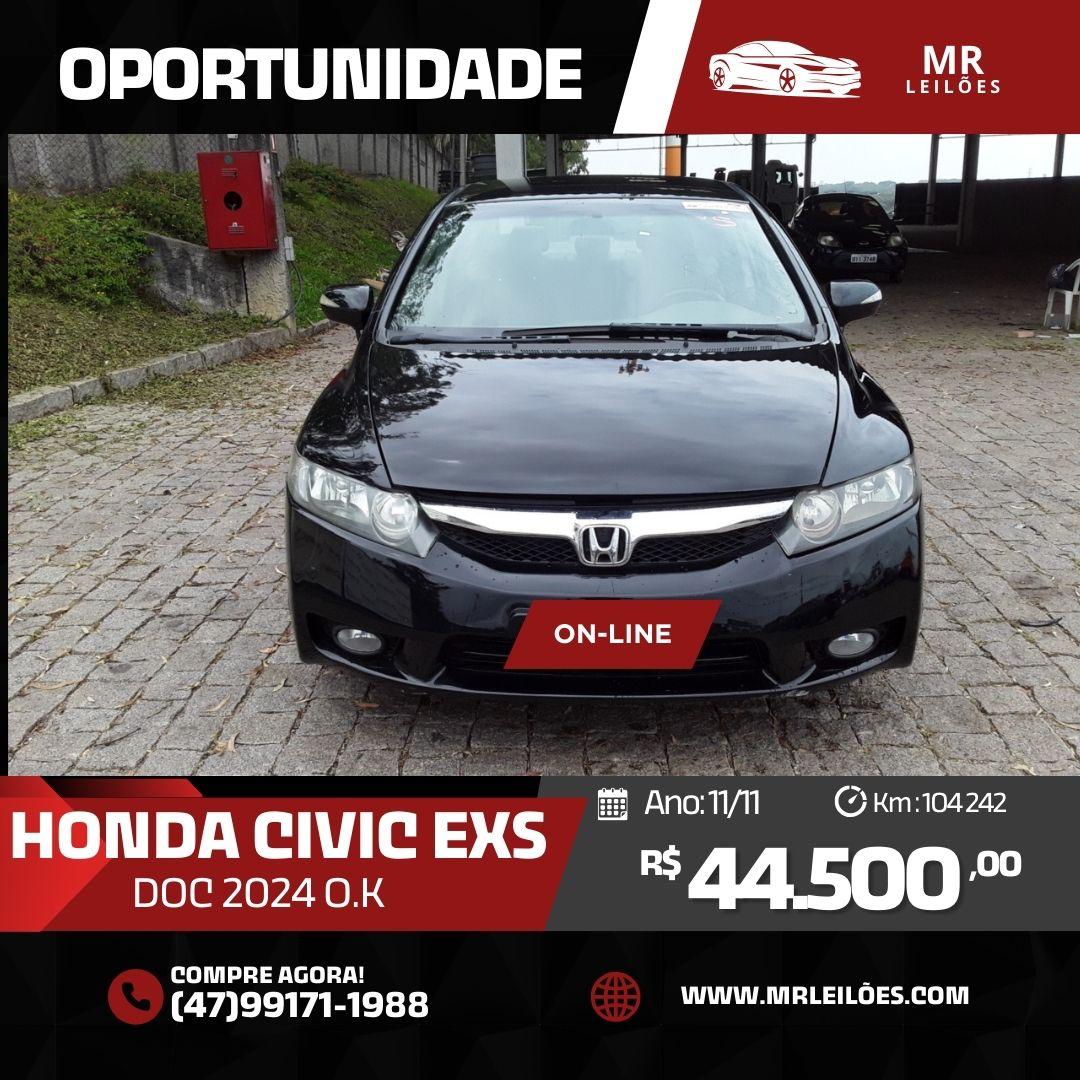 OPORTUNIDADE
MR
LEILÕES
ON-LINE
HONDA CIVIC EXS
DOC 2024 O.K
Ano: 11/11
Km : 104 242
R$ 44.500,00
COMPRE AGORA!
(47)99171-1988
WWW.MRLEILÕES.COM